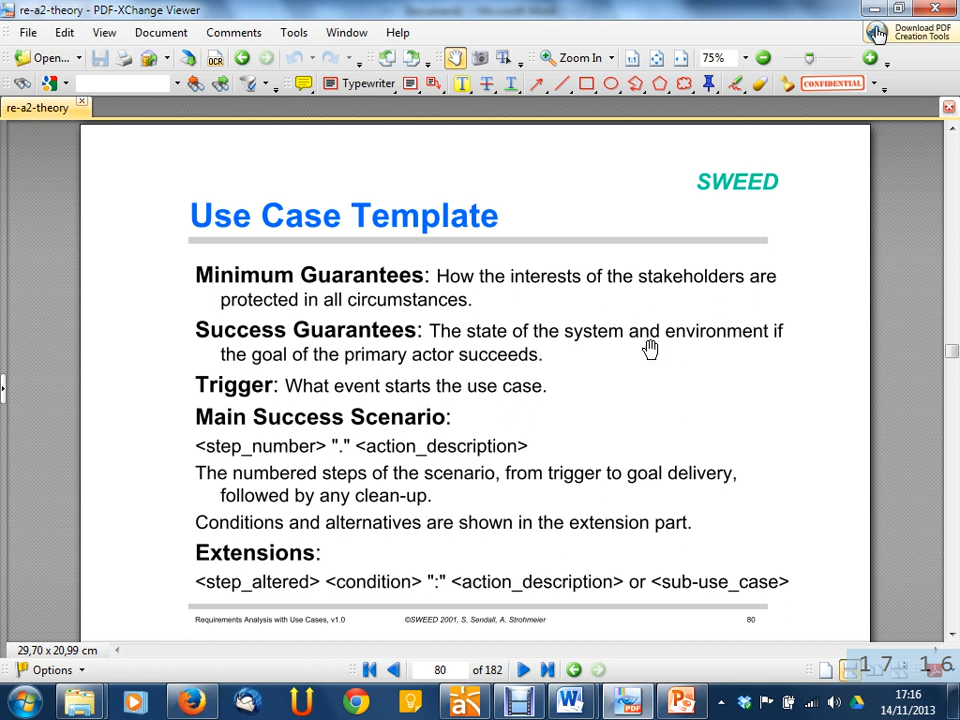 re-a2-theory - PDF-XChange Viewer
File Edit View Document Comments Tools Window Help
Download PDF
Creation Tools
Open...
OCR
Zoom In
75%
Typewriter
CONFIDENTIAL
re-a2-theory
SWEED
Use Case Template
Minimum Guarantees: How the interests of the stakeholders are
protected in all circumstances.
Success Guarantees: The state of the system and environment if
the goal of the primary actor succeeds.
Trigger: What event starts the use case.
Main Success Scenario:
<step_number> "." <action_description>
The numbered steps of the scenario, from trigger to goal delivery,
followed by any clean-up.
Conditions and alternatives are shown in the extension part.
Extensions:
<step_altered> <condition> ":" <action_description> or <sub-use_case>
Requirements Analysis with Use Cases, v1.0 ©SWEED 2001, S. Sendall, A. Strohmeier 80
29,70 x 20,99 cm
Options
80 of 182
17:16
17:16
14/11/2013